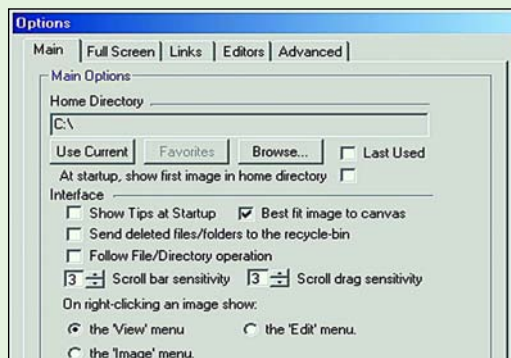 Options
Main Full Screen Links Editors Advanced
Main Options
Home Directory
C:\
Use Current Favorites Browse... Last Used
At startup, show first image in home directory
Interface
Show Tips at Startup Best fit image to canvas
Send deleted files/folders to the recycle-bin
Follow File/Directory operation
3 Scroll bar sensitivity 3 Scroll drag sensitivity
On right-clicking an image show:
the 'View' menu the 'Edit' menu.
the 'Image' menu.